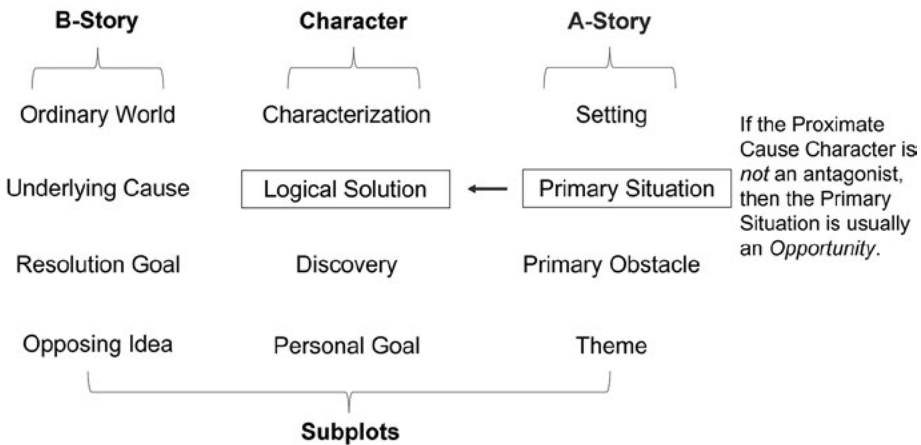 B-Story Character A-Story
Ordinary World Characterization Setting
If the Proximate
Cause Character is
not an antagonist,
then the Primary
Situation is usually
an Opportunity.
Underlying Cause Logical Solution Primary Situation
Resolution Goal Discovery Primary Obstacle
Opposing Idea Personal Goal Theme
Subplots